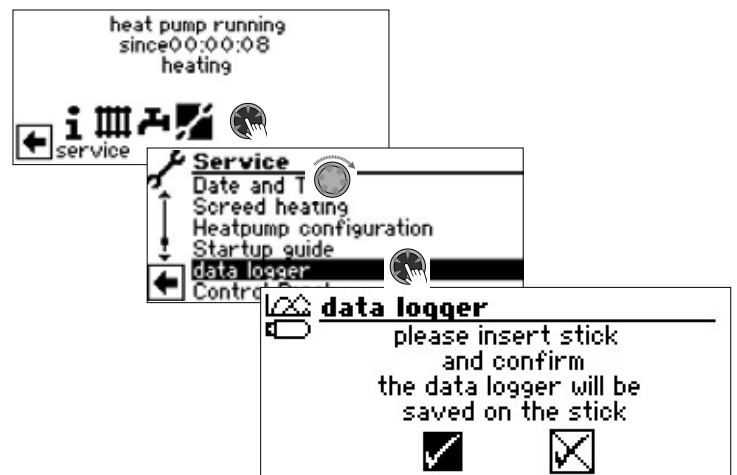 heat pump running
since00:00:08
heating
service
Service
Date and T
Screed heating
Heatpump configuration
Startup guide
data logger
Contro
data logger
please insert stick
and confirm
the data logger will be
saved on the stick